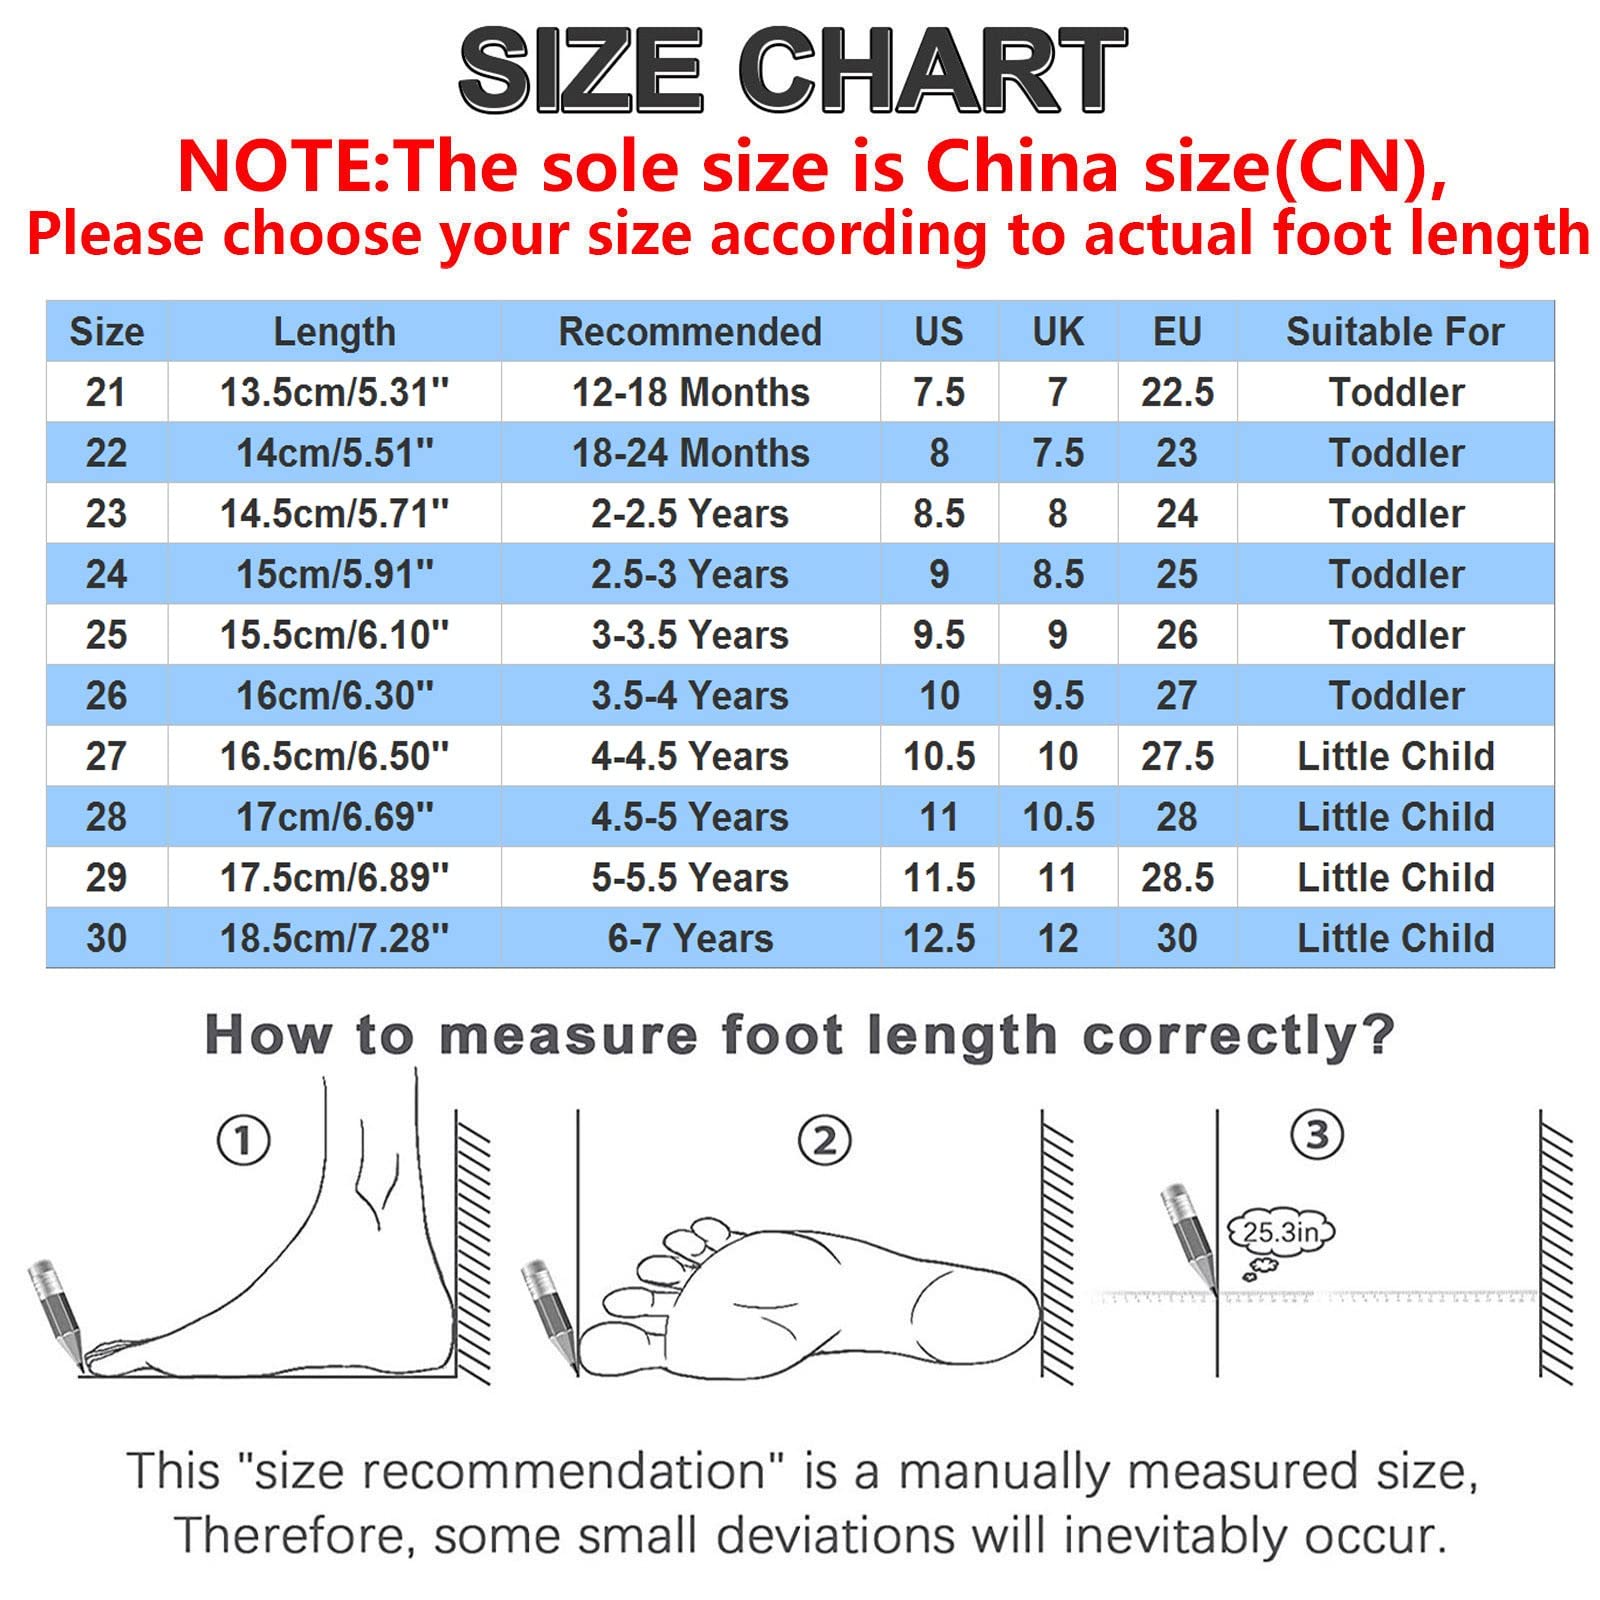 SIZE CHART
NOTE:The sole size is China size(CN),
Please choose your size according to actual foot length
Size Length Recommended US UK EU Suitable For
21 13.5cm/5.31" 12-18 Months 7.5 7 22.5 Toddler
22 14cm/5.51" 18-24 Months 8 7.5 23 Toddler
23 14.5cm/5.71" 2-2.5 Years 8.5 8 24 Toddler
24 15cm/5.91" 2.5-3 Years 9 8.5 25 Toddler
25 15.5cm/6.10" 3-3.5 Years 9.5 9 26 Toddler
26 16cm/6.30" 3.5-4 Years 10 9.5 27 Toddler
27 16.5cm/6.50" 4-4.5 Years 10.5 10 27.5 Little Child
28 17cm/6.69" 4.5-5 Years 11 10.5 28 Little Child
29 17.5cm/6.89" 5-5.5 Years 11.5 11 28.5 Little Child
30 18.5cm/7.28" 6-7 Years 12.5 12 30 Little Child
How to measure foot length correctly?
1 2 3
25.3in
This "size recommendation" is a manually measured size,
Therefore, some small deviations will inevitably occur.